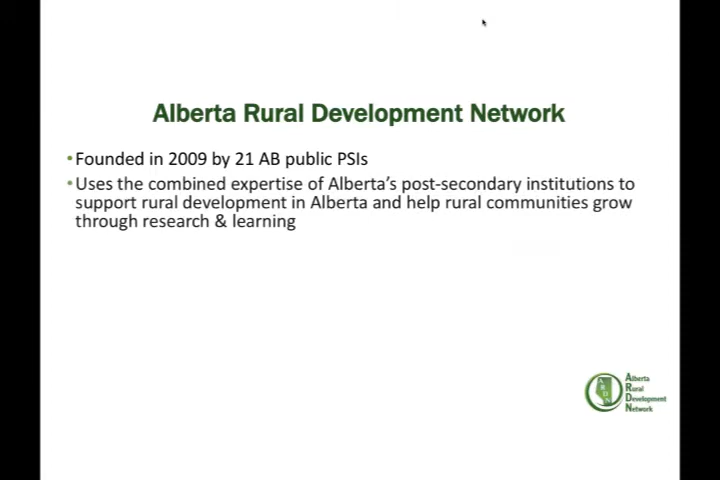 Alberta Rural Development Network
•Founded in 2009 by 21 AB public PSIs
•Uses the combined expertise of Alberta's post-secondary institutions to
support rural development in Alberta and help rural communities grow
through research & learning
A
R
D
N
Alberta
Rural
Development
Network